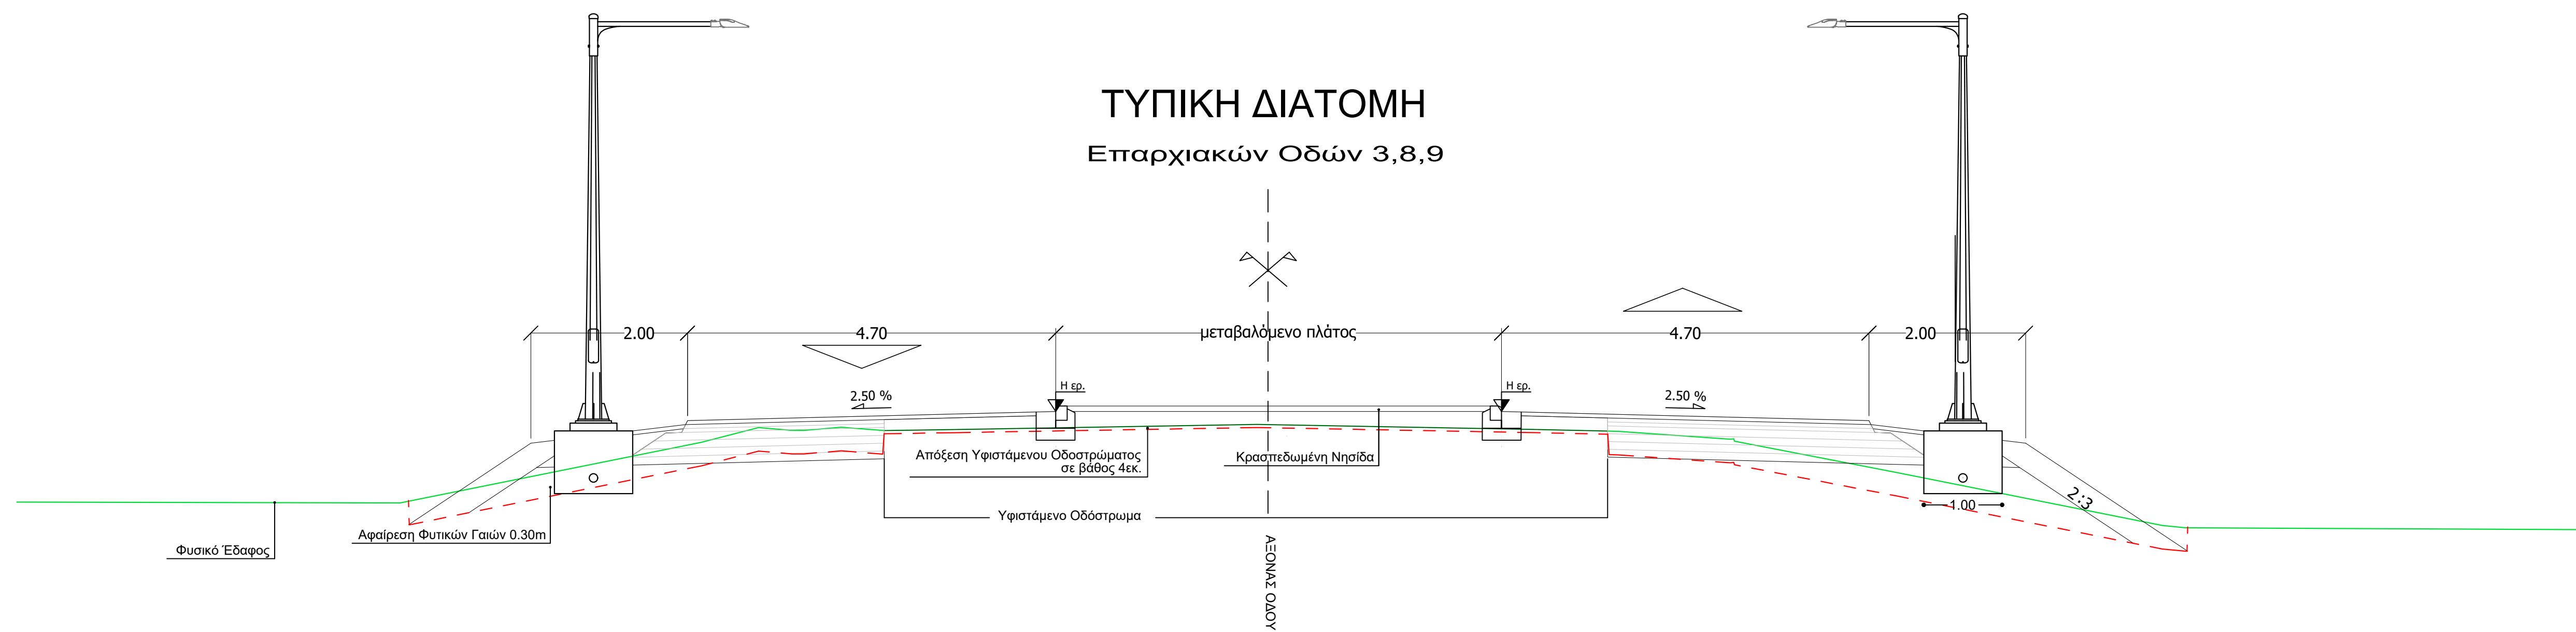 ΤΥΠΙΚΗ ΔΙΑΤΟΜΗ
Επαρχιακών Οδών 3,8,9
2.00
4.70
μεταβαλόμενο πλάτος
4.70
2.00
2.50 %
Η ερ.
Η ερ.
2.50 %
Απόξεση Υφιστάμενου Οδοστρώματος
σε βάθος 4εκ.
Κρασπεδωμένη Νησίδα
2:3
1.00
Υφιστάμενο Οδόστρωμα
Αφαίρεση Φυτικών Γαιών 0.30m
Φυσικό Έδαφος
ΑΞΟΝΑΣ ΟΔΟΥ